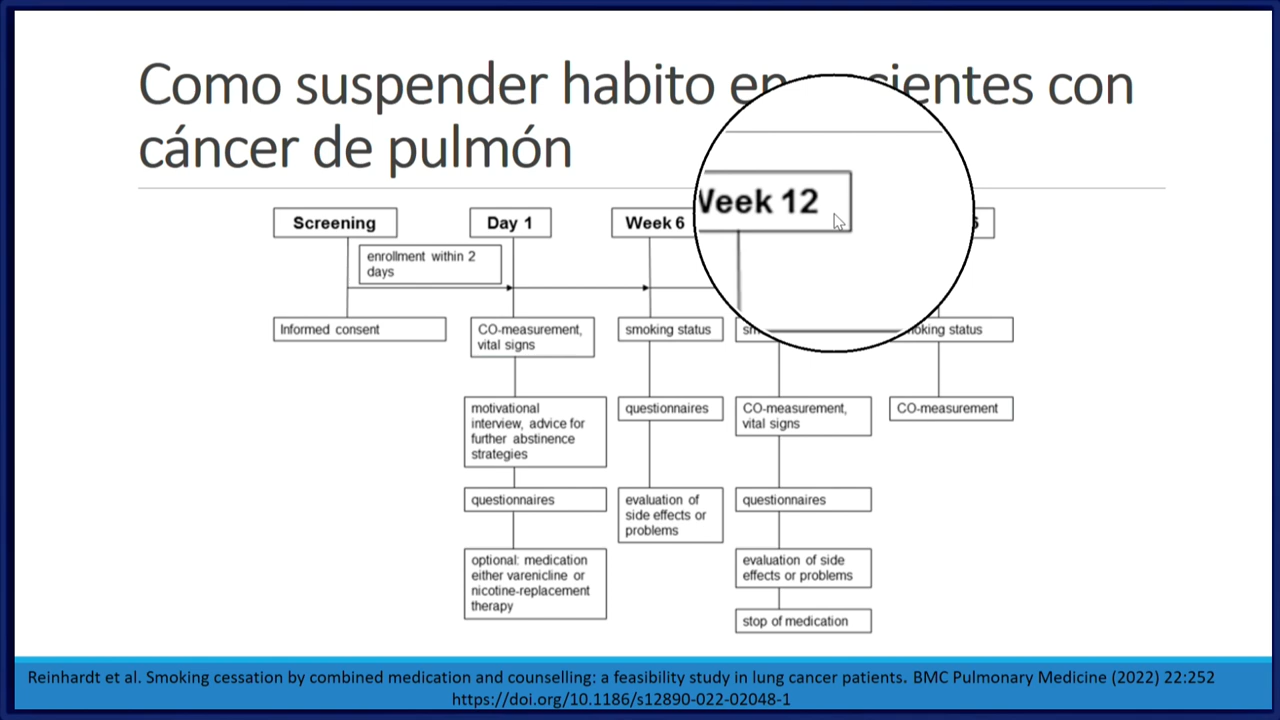 Como suspender habito en pacientes con
cáncer de pulmón
Screening
Day 1
Week 6
Week 12
enrollment within 2
days
Informed consent
CO-measurement,
vital signs
smoking status
smoking status
motivational
interview, advice for
further abstinence
strategies
questionnaires
CO-measurement,
vital signs
CO-measurement
questionnaires
evaluation of
side effects or
problems
questionnaires
optional: medication
either varenicline or
nicotine-replacement
therapy
evaluation of side
effects or problems
stop of medication
Reinhardt et al. Smoking cessation by combined medication and counselling: a feasibility study in lung cancer patients. BMC Pulmonary Medicine (2022) 22:252
https://doi.org/10.1186/s12890-022-02048-1